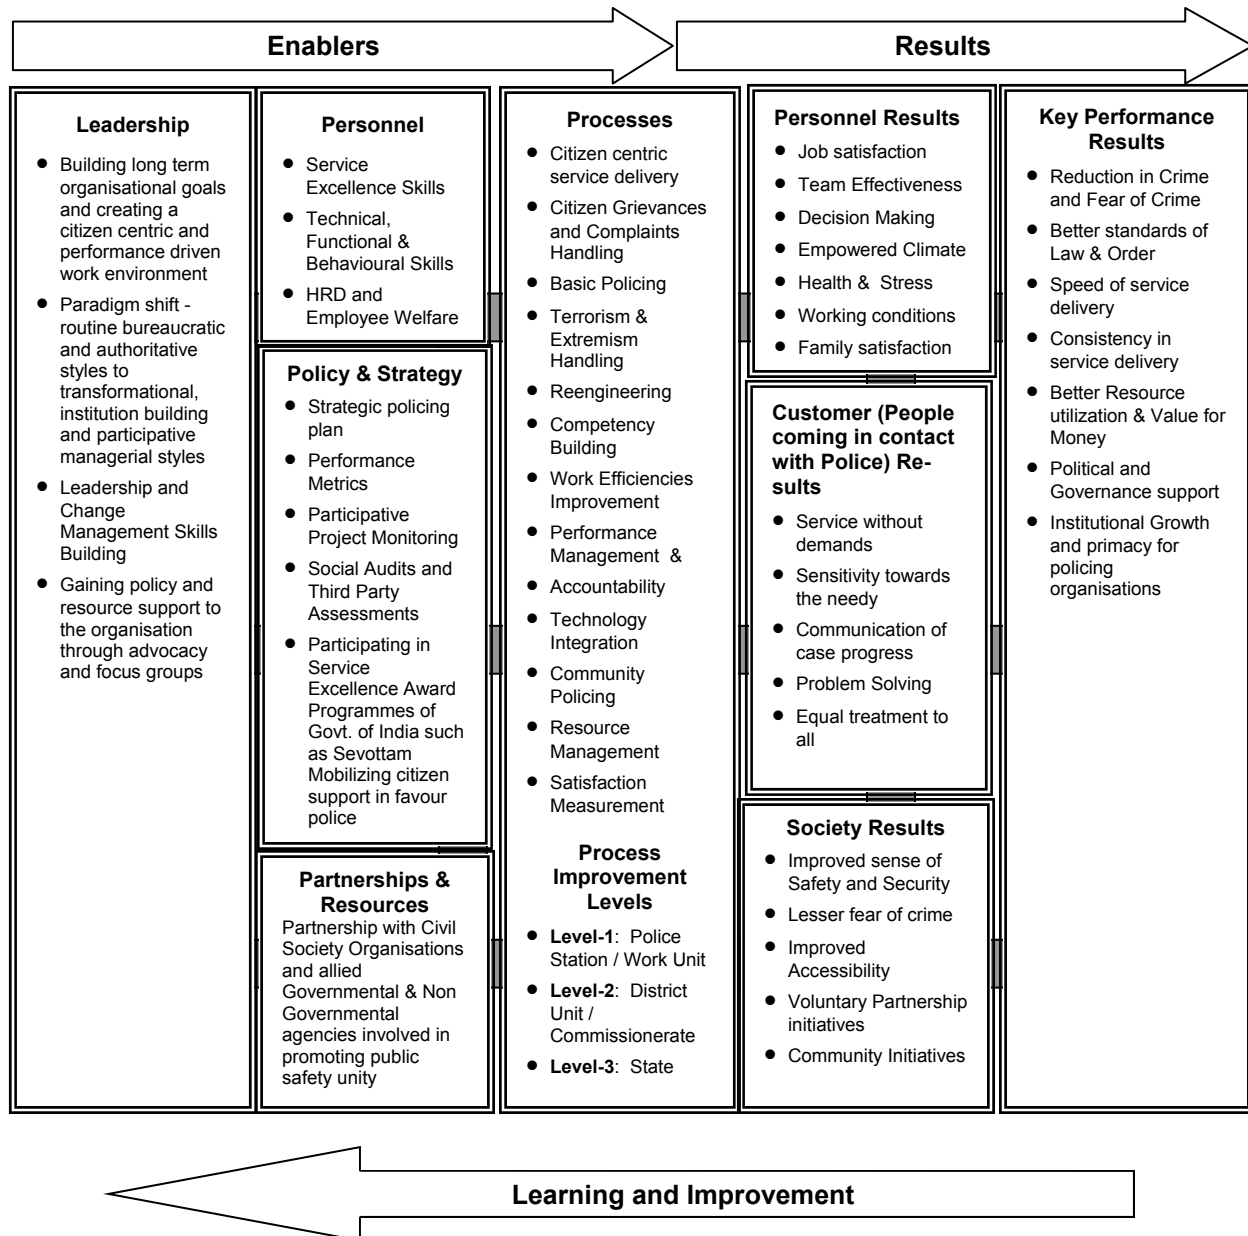 Enablers
Results
Leadership
● Building long term
organisational goals
and creating a
citizen centric and
performance driven
work environment
● Paradigm shift -
routine bureaucratic
and authoritative
styles to
transformational,
institution building
and participative
managerial styles
● Leadership and
Change
Management Skills
Building
● Gaining policy and
resource support to
the organisation
through advocacy
and focus groups
Personnel
● Service
Excellence Skills
● Technical,
Functional &
Behavioural Skills
● HRD and
Employee Welfare
Policy & Strategy
● Strategic policing
plan
● Performance
Metrics
● Participative
Project Monitoring
● Social Audits and
Third Party
Assessments
● Participating in
Service
Excellence Award
Programmes of
Govt. of India such
as Sevottam
Mobilizing citizen
support in favour
police
Partnerships &
Resources
Partnership with Civil
Society Organisations
and allied
Governmental & Non
Governmental
agencies involved in
promoting public
safety unity
Processes
● Citizen centric
service delivery
● Citizen Grievances
and Complaints
Handling
● Basic Policing
● Terrorism &
Extremism
Handling
● Reengineering
● Competency
Building
● Work Efficiencies
Improvement
● Performance
Management &
● Accountability
● Technology
Integration
● Community
Policing
● Resource
Management
● Satisfaction
Measurement
Process
Improvement
Levels
● Level-1: Police
Station / Work Unit
● Level-2: District
Unit /
Commissionerate
● Level-3: State
Personnel Results
● Job satisfaction
● Team Effectiveness
● Decision Making
● Empowered Climate
● Health & Stress
● Working conditions
● Family satisfaction
Customer (People
coming in contact
with Police) Re-
sults
● Service without
demands
● Sensitivity towards
the needy
● Communication of
case progress
● Problem Solving
● Equal treatment to
all
Society Results
● Improved sense of
Safety and Security
● Lesser fear of crime
● Improved
Accessibility
● Voluntary Partnership
initiatives
● Community Initiatives
Key Performance
Results
● Reduction in Crime
and Fear of Crime
● Better standards of
Law & Order
● Speed of service
delivery
● Consistency in
service delivery
● Better Resource
utilization & Value for
Money
● Political and
Governance support
● Institutional Growth
and primacy for
policing
organisations
Learning and Improvement